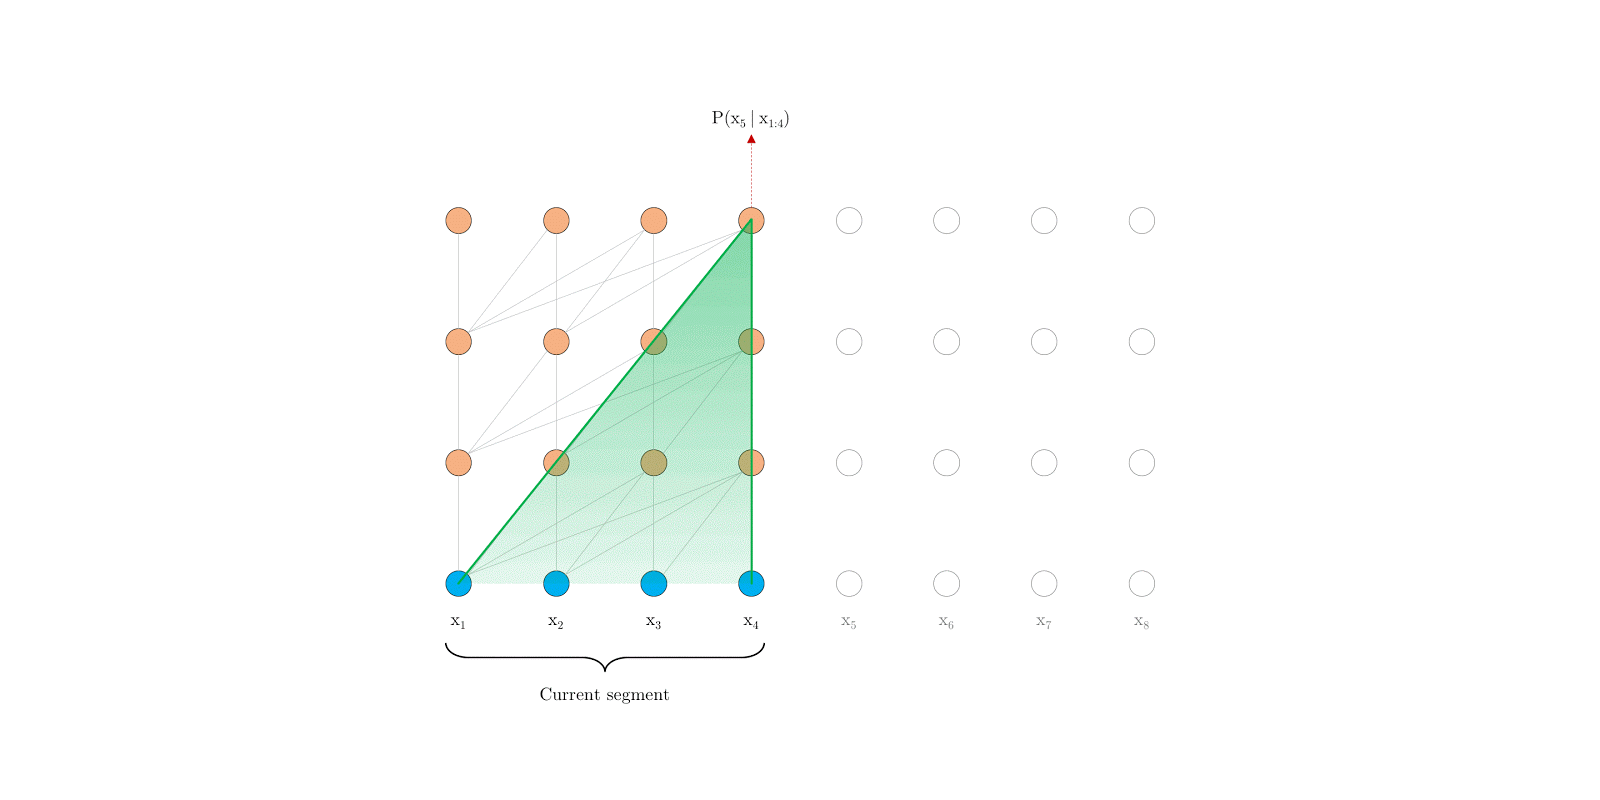 P(x₅ | x₁:₄)
x₁ x₂ x₃ x₄ x₅ x₆ x₇ x₈
Current segment